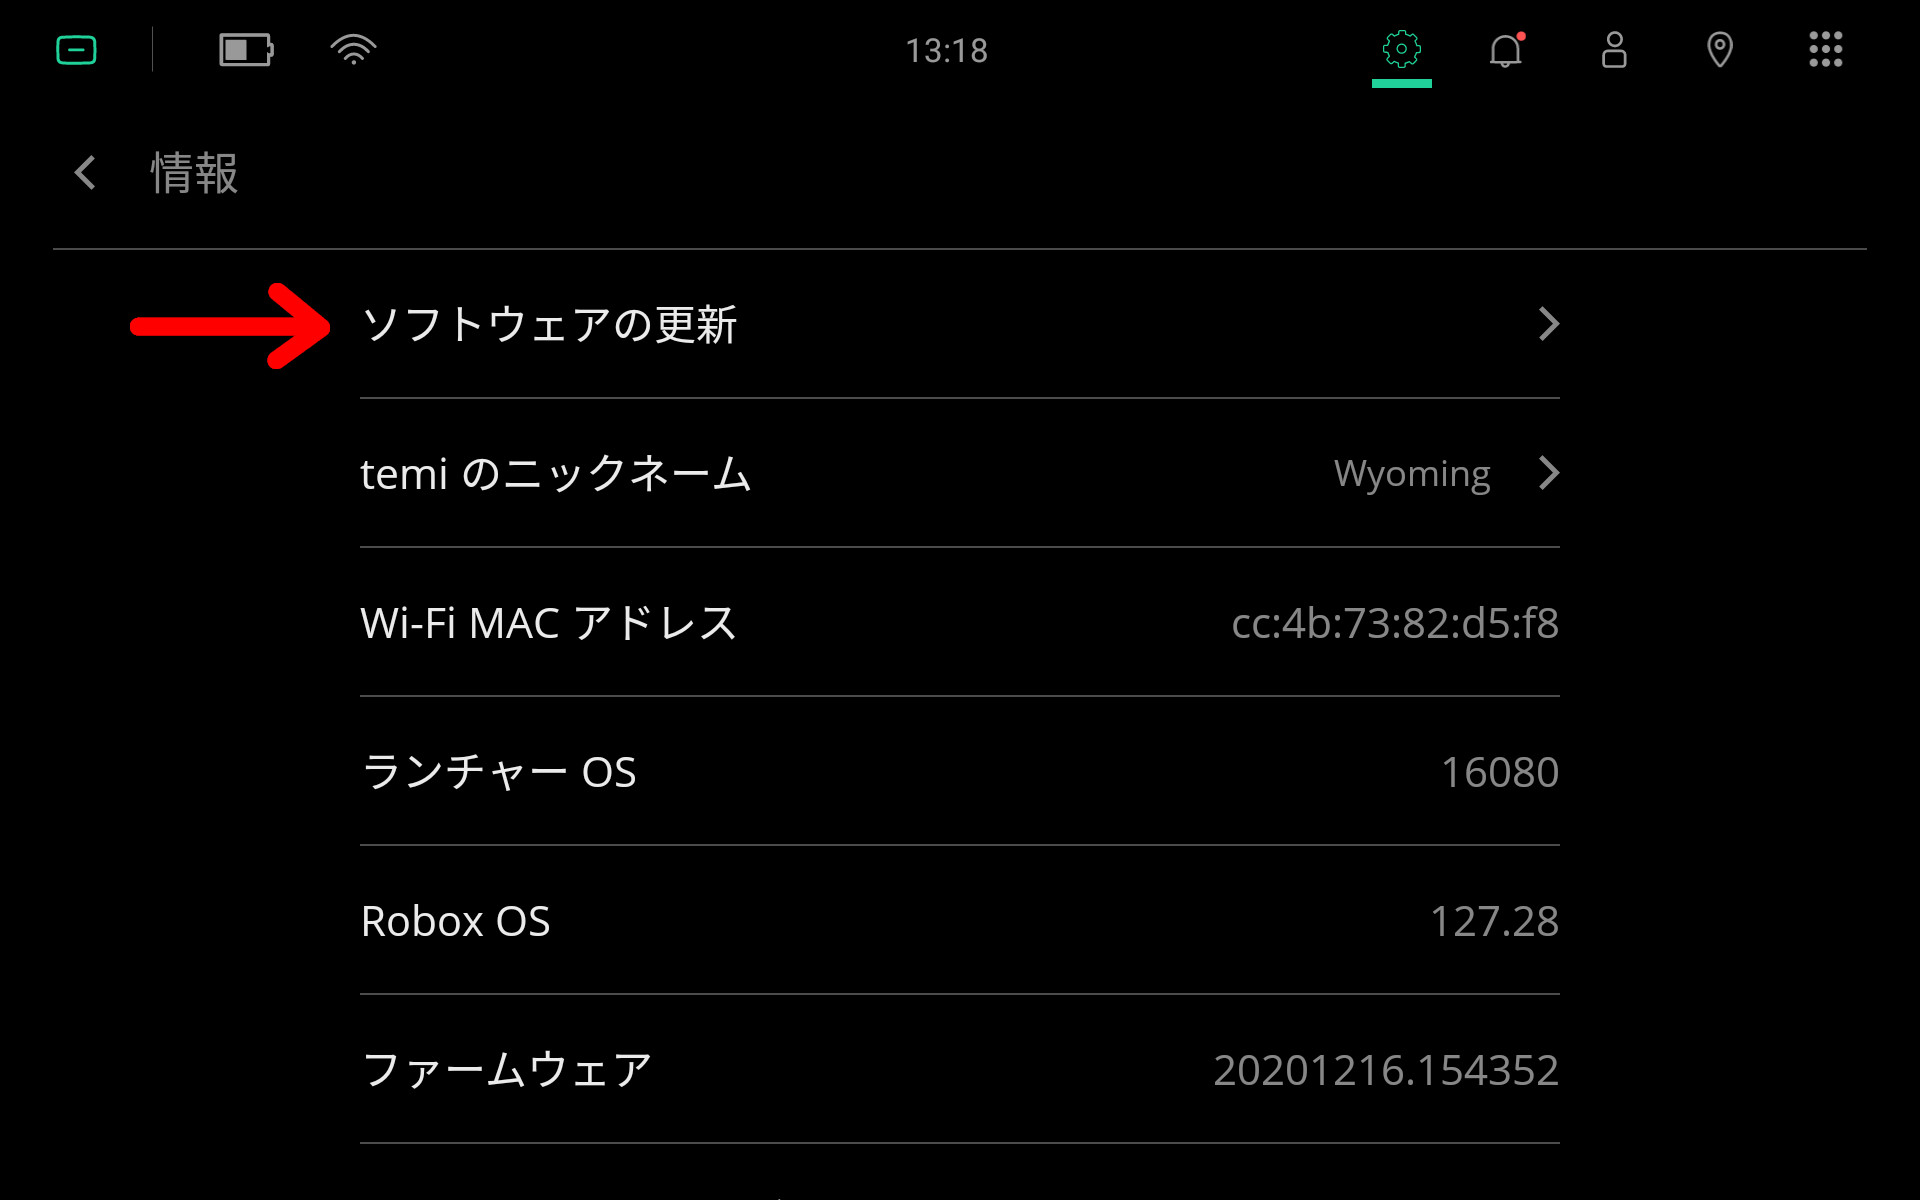 13:18
情報
ソフトウェアの更新
temi のニックネーム Wyoming
Wi-Fi MAC アドレス cc:4b:73:82:d5:f8
ランチャー OS 16080
Robox OS 127.28
ファームウェア 20201216.154352